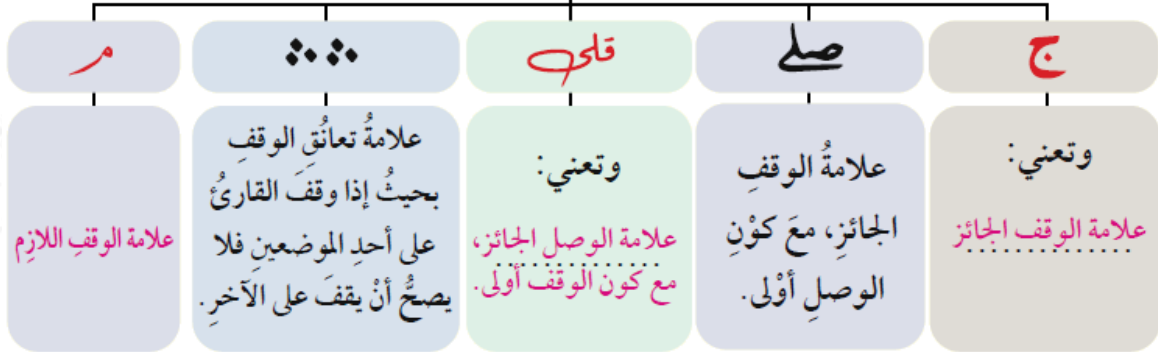 ج
وتعني:
علامة الوقف الجائز
صلے
علامةُ الوقفِ
الجائزِ، معَ كوْنِ
الوصلِ أوْلى.
قلى
وتعني:
علامة الوصل الجائز،
مع كون الوقف أولى.
∴ ∴
علامةُ تعانُقِ الوقفِ
بحيثُ إذا وقفَ القارئُ
على أحدِ الموضعينِ فلا
يصحُّ أنْ يقفَ على الآخرِ.
م
علامة الوقفِ اللازِم